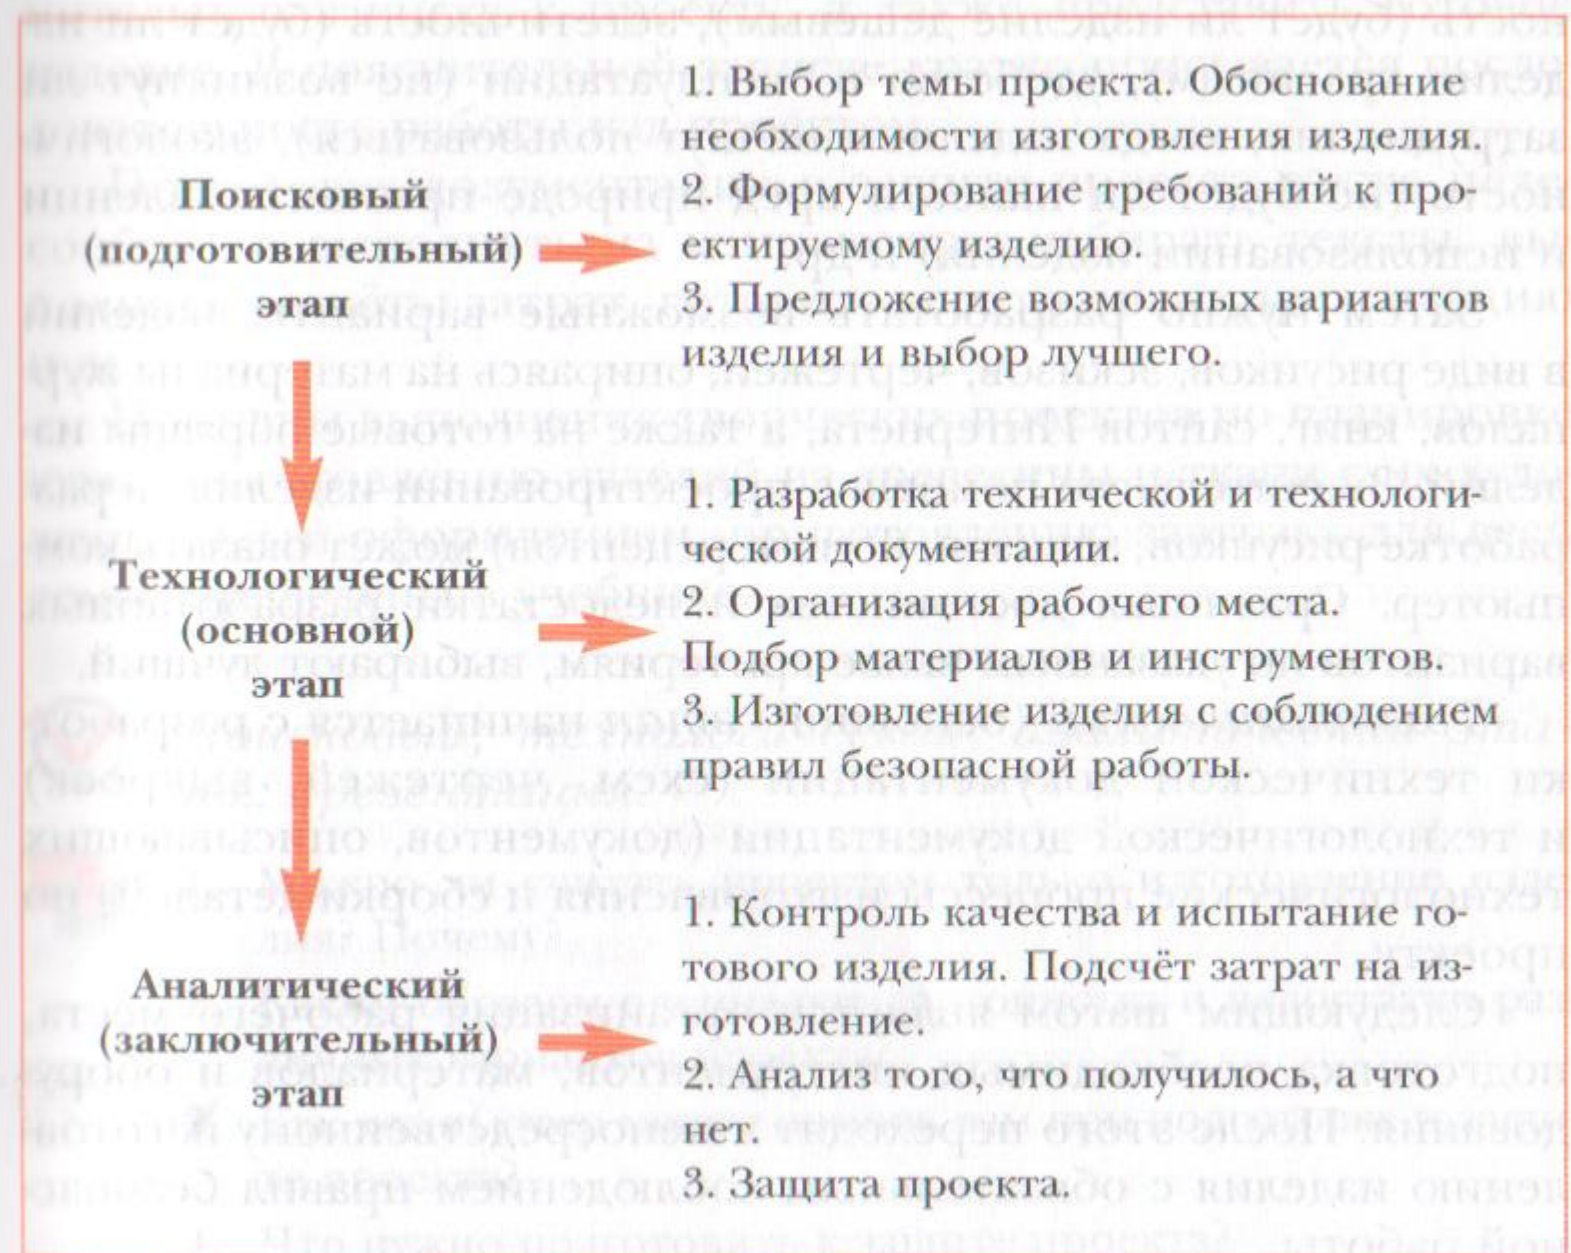 Поисковый
(подготовительный)
этап
1. Выбор темы проекта. Обоснование
необходимости изготовления изделия.
2. Формулирование требований к про-
ектируемому изделию.
3. Предложение возможных вариантов
изделия и выбор лучшего.
Технологический
(основной)
этап
1. Разработка технической и технологи-
ческой документации.
2. Организация рабочего места.
Подбор материалов и инструментов.
3. Изготовление изделия с соблюдением
правил безопасной работы.
Аналитический
(заключительный)
этап
1. Контроль качества и испытание го-
тового изделия. Подсчёт затрат на из-
готовление.
2. Анализ того, что получилось, а что
нет.
3. Защита проекта.